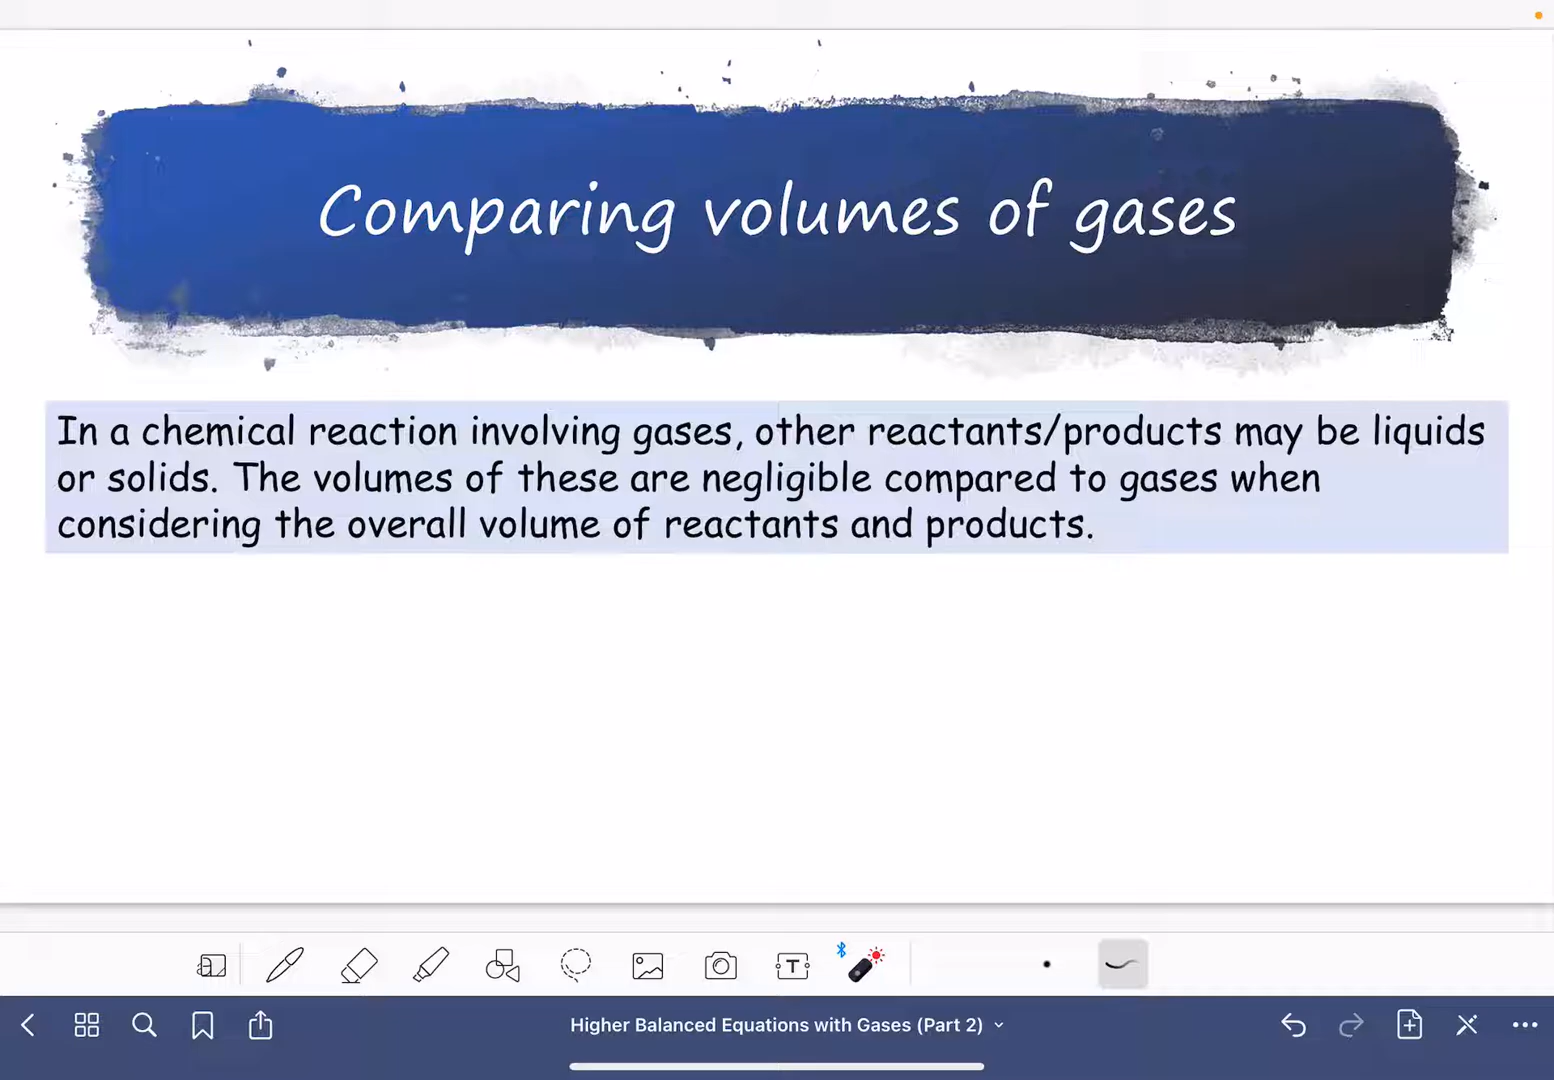 Comparing volumes of gases
In a chemical reaction involving gases, other reactants/products may be liquids
or solids. The volumes of these are negligible compared to gases when
considering the overall volume of reactants and products.
T
Higher Balanced Equations with Gases (Part 2)